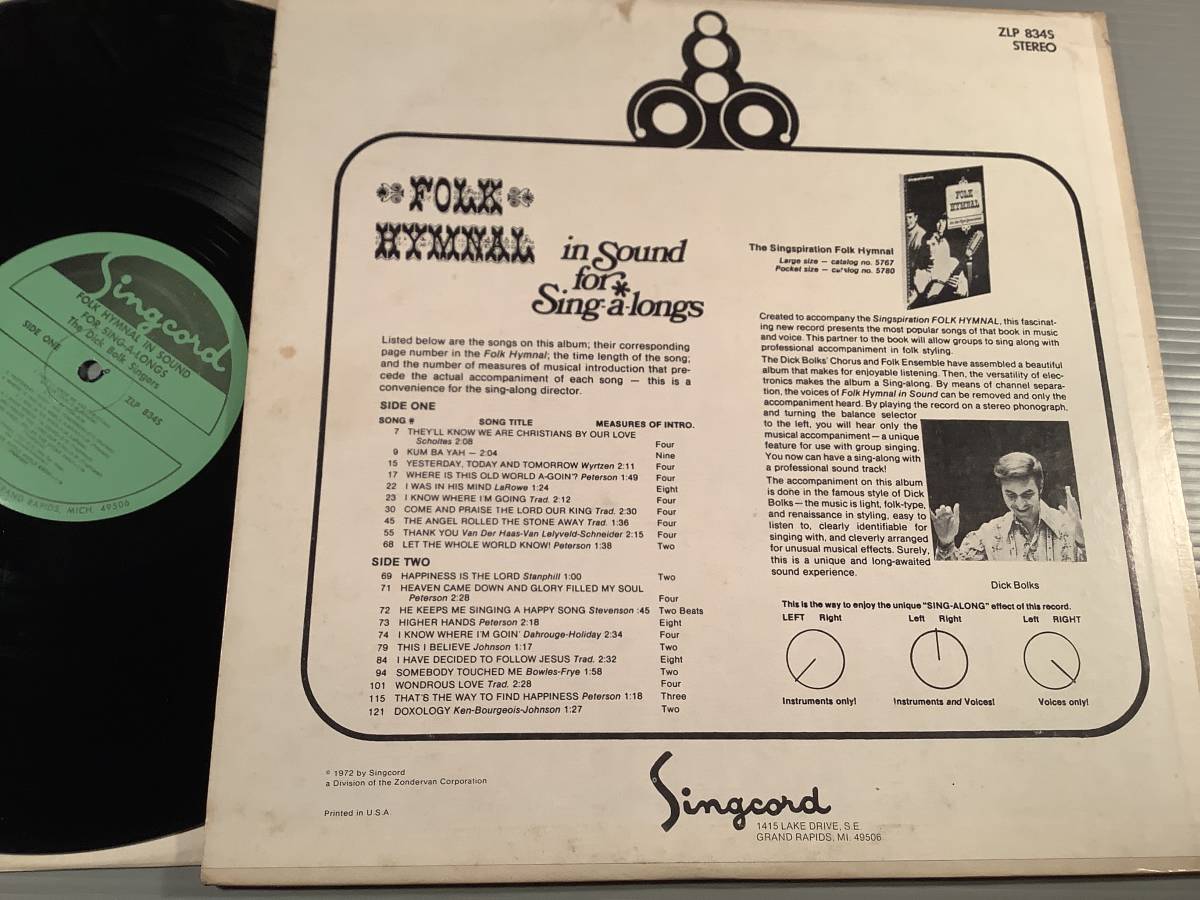 ZLP 834S
STEREO
FOLK
HYMNAL
in Sound
for *
Sing-a-longs
Listed below are the songs on this album; their corresponding
page number in the Folk Hymnal; the time length of the song;
and the number of measures of musical introduction that pre-
cede the actual accompaniment of each song — this is a
convenience for the sing-along director.
SIDE ONE
SONG # SONG TITLE MEASURES OF INTRO.
7 THEY'LL KNOW WE ARE CHRISTIANS BY OUR LOVE
Scholtes 2:08 Four
9 KUM BA YAH — 2:04 Nine
15 YESTERDAY, TODAY AND TOMORROW Wyrtzen 2:11 Four
17 WHERE IS THIS OLD WORLD A-GOIN'? Peterson 1:49 Four
22 I WAS IN HIS MIND LaRowe 1:24 Eight
23 I KNOW WHERE I'M GOING Trad. 2:12 Four
30 COME AND PRAISE THE LORD OUR KING Trad. 2:30 Four
45 THE ANGEL ROLLED THE STONE AWAY Trad. 1:36 Four
55 THANK YOU Van Der Haas-Van Lelyveld-Schneider 2:15 Four
68 LET THE WHOLE WORLD KNOW! Peterson 1:38 Two
SIDE TWO
69 HAPPINESS IS THE LORD Stanphill 1:00 Two
71 HEAVEN CAME DOWN AND GLORY FILLED MY SOUL
Peterson 2:28 Four
72 HE KEEPS ME SINGING A HAPPY SONG Stevenson :45 Two Beats
73 HIGHER HANDS Peterson 2:18 Eight
74 I KNOW WHERE I'M GOIN' Dahrouge-Holiday 2:34 Four
79 THIS I BELIEVE Johnson 1:17 Two
84 I HAVE DECIDED TO FOLLOW JESUS Trad. 2:32 Eight
94 SOMEBODY TOUCHED ME Bowles-Frye 1:58 Two
101 WONDROUS LOVE Trad. 2:28 Four
115 THAT'S THE WAY TO FIND HAPPINESS Peterson 1:18 Three
121 DOXOLOGY Ken-Bourgeois-Johnson 1:27 Two
The Singspiration Folk Hymnal
Large size — catalog no. 5767
Pocket size — catalog no. 5780
FOLK
HYMNAL
Created to accompany the Singspiration FOLK HYMNAL, this fascinat-
ing new record presents the most popular songs of that book in music
and voice. This partner to the book will allow groups to sing along with
professional accompaniment in folk styling.
The Dick Bolks' Chorus and Folk Ensemble have assembled a beautiful
album that makes for enjoyable listening. Then, the versatility of elec-
tronics makes the album a Sing-along. By means of channel separa-
tion, the voices of Folk Hymnal in Sound can be removed and only the
accompaniment heard. By playing the record on a stereo phonograph,
and turning the balance selector
to the left, you will hear only the
musical accompaniment — a unique
feature for use with group singing.
You now can have a sing-along with
a professional sound track!
The accompaniment on this album
is done in the famous style of Dick
Bolks — the music is light, folk-type,
and renaissance in styling, easy to
listen to, clearly identifiable for
singing with, and cleverly arranged
for unusual musical effects. Surely,
this is a unique and long-awaited
sound experience.
Dick Bolks
This is the way to enjoy the unique "SING-ALONG" effect of this record.
LEFT Right Left Right Left RIGHT
Instruments only! Instruments and Voices! Voices only!
© 1972 by Singcord
a Division of the Zondervan Corporation
Printed in U.S.A.
Singcord
1415 LAKE DRIVE, S.E.
GRAND RAPIDS, MI. 49506
Singcord
FOLK HYMNAL IN SOUND
FOR SING-A-LONGS
The Dick Bolk Singers
SIDE ONE
ZLP 834S
GRAND RAPIDS, MICH. 49506